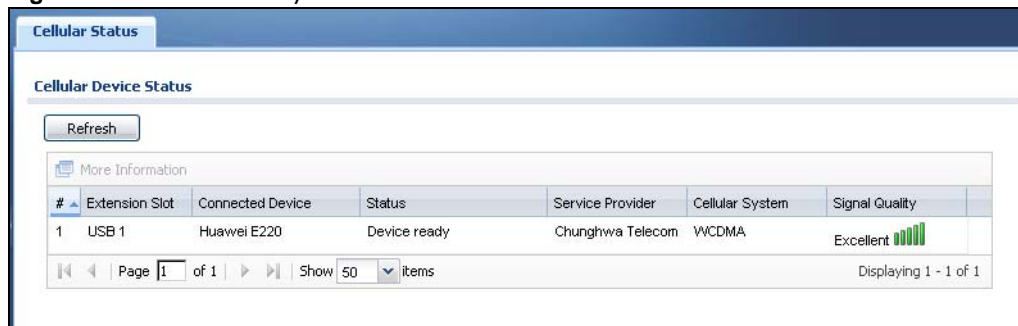 Cellular Status
Cellular Device Status
Refresh
More Information
# Extension Slot Connected Device Status Service Provider Cellular System Signal Quality
1 USB 1 Huawei E220 Device ready Chunghwa Telecom WCDMA Excellent
Page 1 of 1 Show 50 items Displaying 1 - 1 of 1